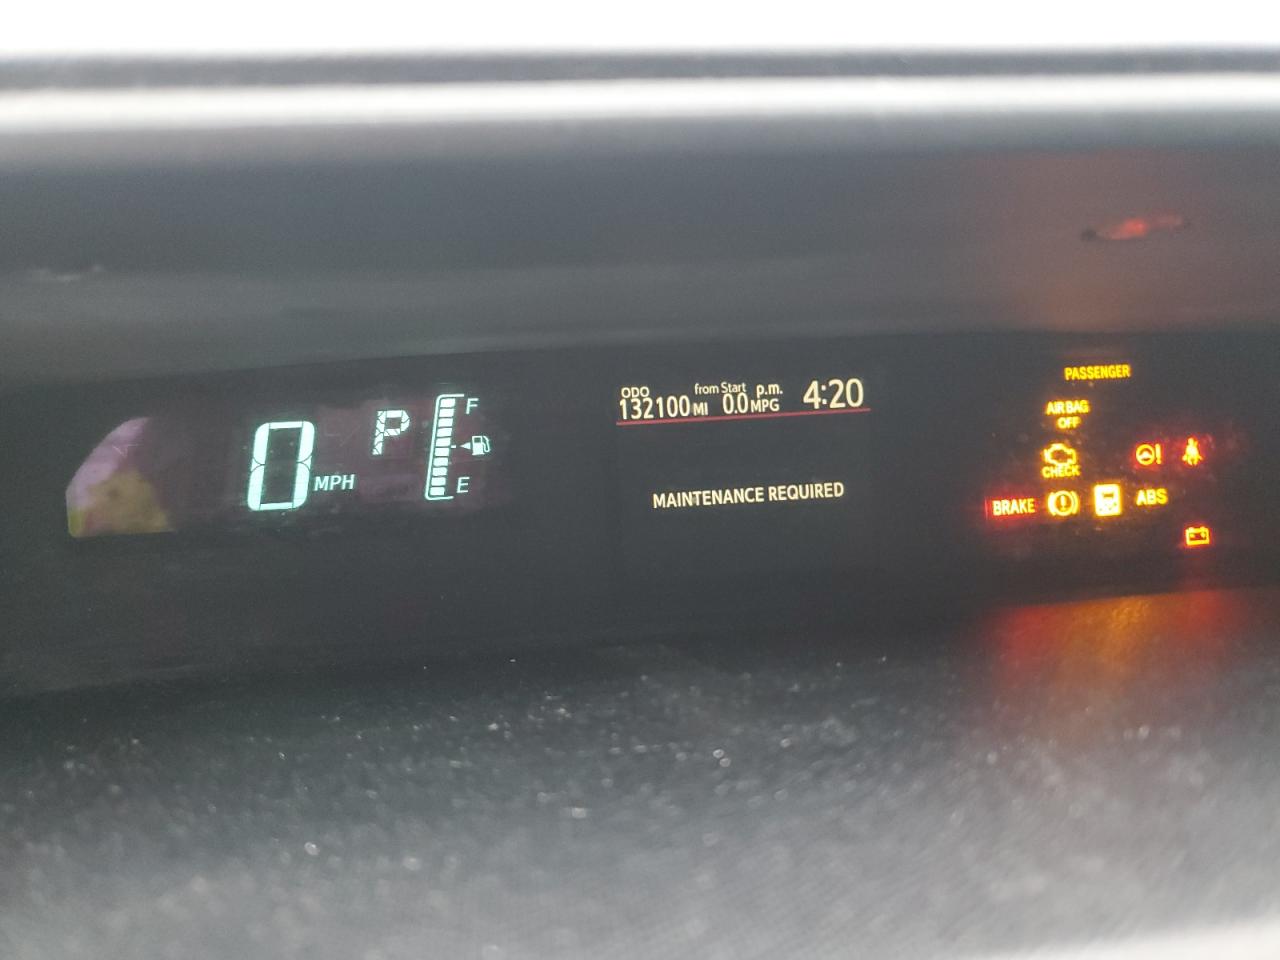 0 MPH
P
F
E
ODO
132100 MI
from Start
0.0 MPG
p.m.
4:20
MAINTENANCE REQUIRED
PASSENGER
AIR BAG
OFF
CHECK
BRAKE
ABS